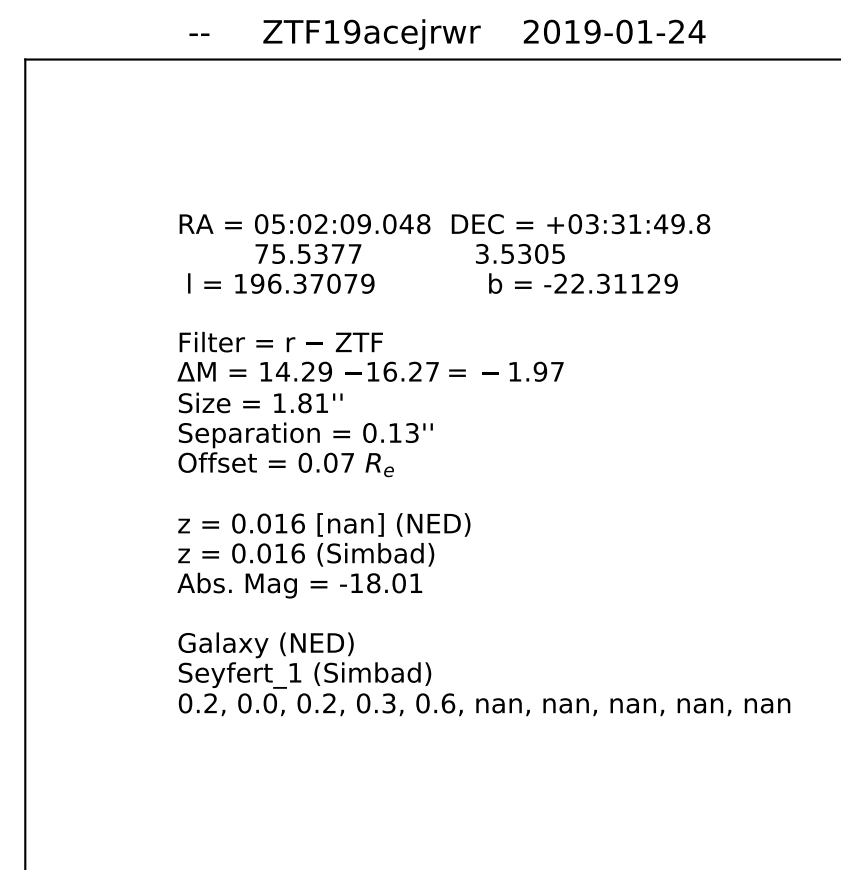 -- ZTF19acejrwr 2019-01-24
RA = 05:02:09.048 DEC = +03:31:49.8
75.5377 3.5305
l = 196.37079 b = -22.31129
Filter = r − ZTF
ΔM = 14.29 −16.27 = − 1.97
Size = 1.81''
Separation = 0.13''
Offset = 0.07 Rₑ
z = 0.016 [nan] (NED)
z = 0.016 (Simbad)
Abs. Mag = -18.01
Galaxy (NED)
Seyfert_1 (Simbad)
0.2, 0.0, 0.2, 0.3, 0.6, nan, nan, nan, nan, nan